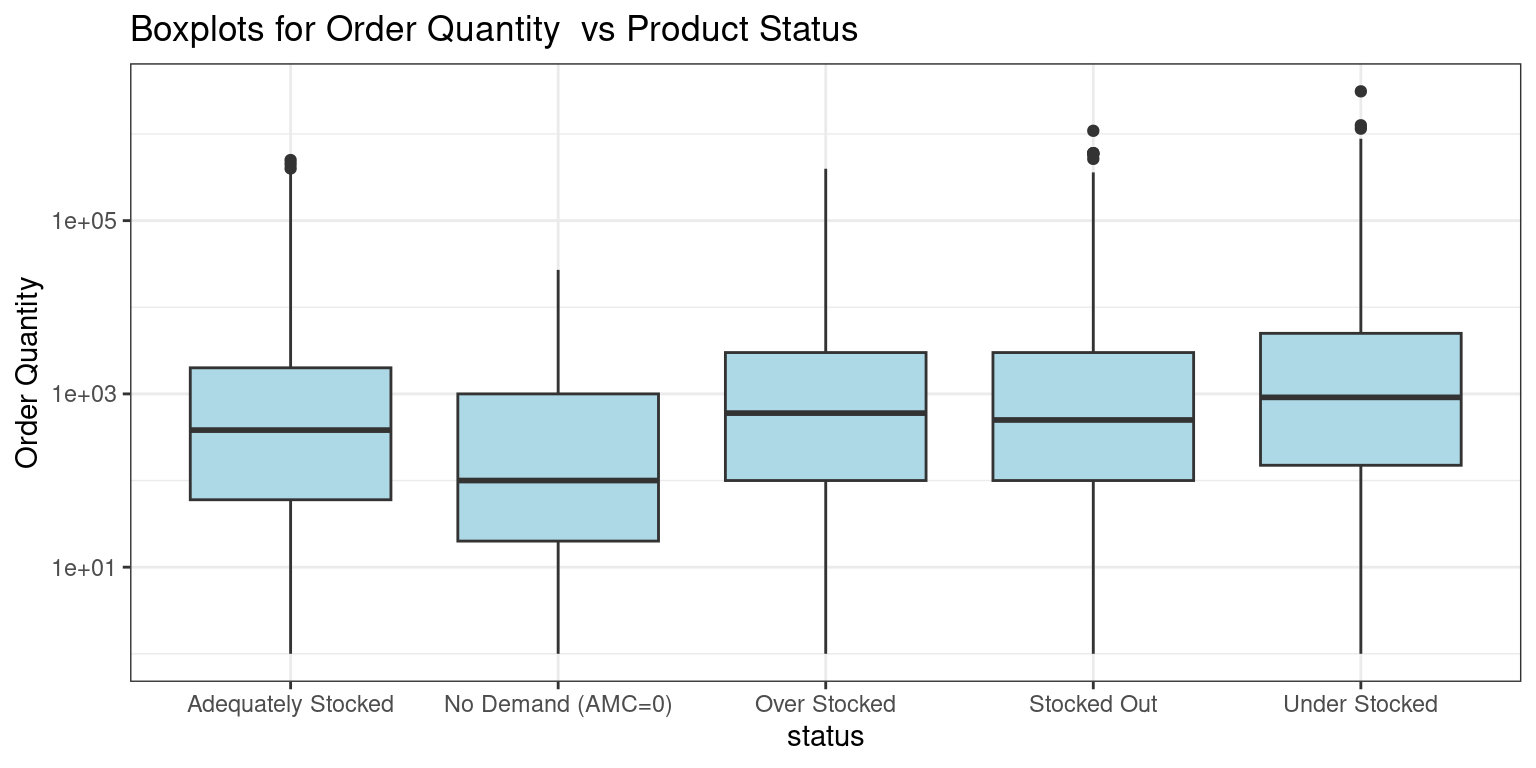 Boxplots for Order Quantity  vs Product Status
Order Quantity
1e+05
1e+03
1e+01
Adequately Stocked
No Demand (AMC=0)
Over Stocked
Stocked Out
Under Stocked
status